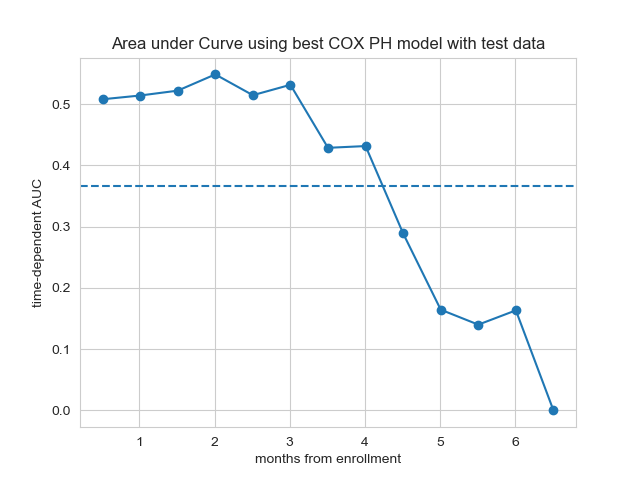 Area under Curve using best COX PH model with test data
time-dependent AUC
0.5
0.4
0.3
0.2
0.1
0.0
1 2 3 4 5 6
months from enrollment